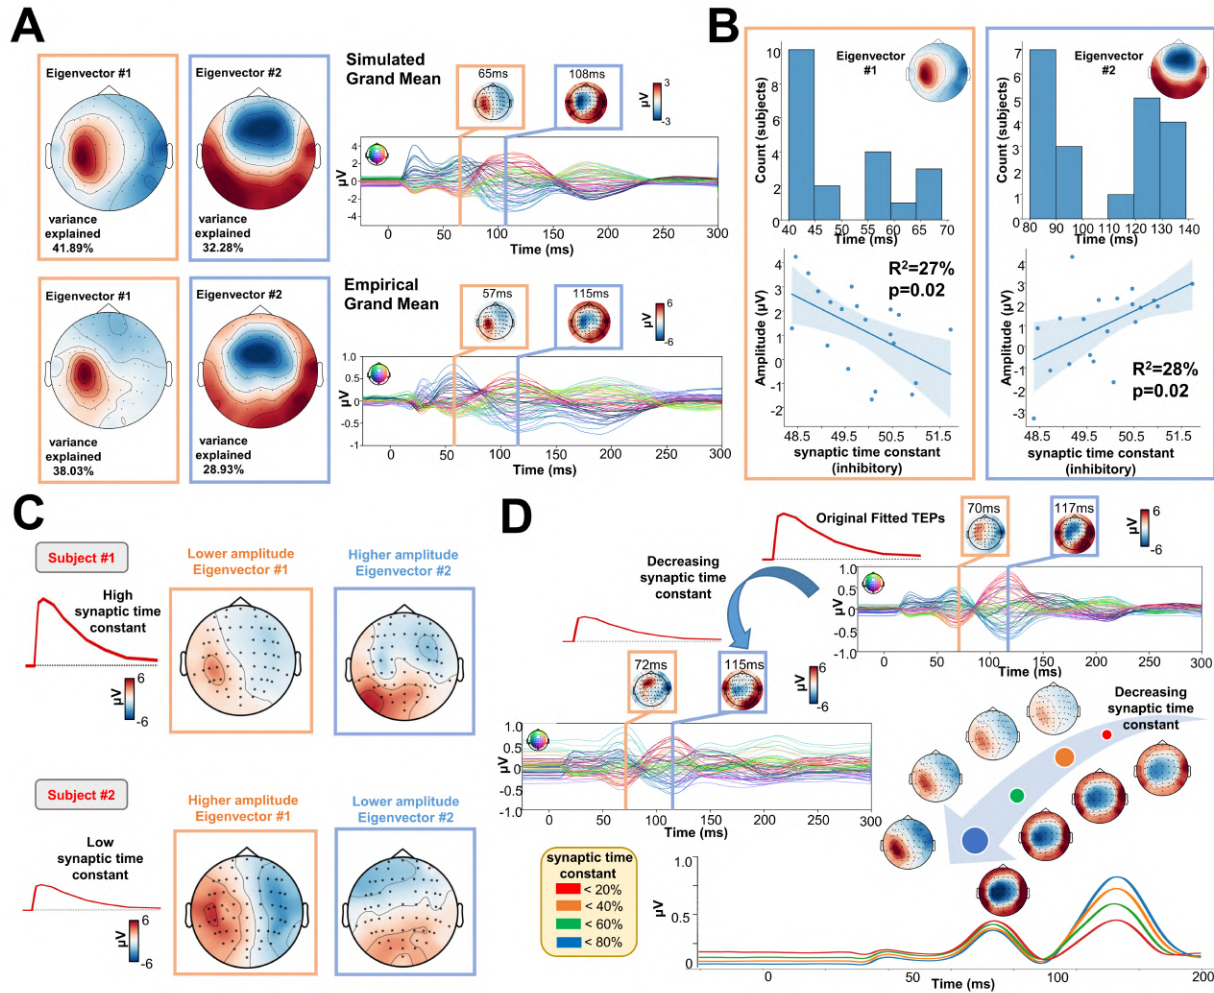 A
Eigenvector #1
Eigenvector #2
variance
explained
41.89%
variance
explained
32.28%
Simulated
Grand Mean
65ms
108ms
µV
3
-3
µV
4
2
0
-2
-4
0 50 100 150 200 300
Time (ms)
Eigenvector #1
Eigenvector #2
variance
explained
38.03%
variance
explained
28.93%
Empirical
Grand Mean
57ms
115ms
µV
6
-6
µV
1.0
0.5
0
-0.5
-1
0 50 100 150 200 300
Time (ms)
B
Eigenvector
#1
Count (subjects)
10
8
6
4
2
0
40 45 50 55 60 65 70
Time (ms)
Amplitude (µV)
4
3
2
1
0
-1
-2
R²=27%
p=0.02
48.5 49.5 50.5 51.5
synaptic time constant
(inhibitory)
Eigenvector
#2
Count (subjects)
7
6
5
4
3
2
1
0
80 90 100 110 120 130 140
Time (ms)
Amplitude (µV)
4
3
2
1
0
-1
-2
-3
R²=28%
p=0.02
48.5 49.5 50.5 51.5
synaptic time constant
(inhibitory)
C
Subject #1
High
synaptic time
constant
µV
6
-6
Lower amplitude
Eigenvector #1
Higher amplitude
Eigenvector #2
Subject #2
Low
synaptic time
constant
µV
6
-6
Higher amplitude
Eigenvector #1
Lower amplitude
Eigenvector #2
D
Original Fitted TEPs
70ms
117ms
µV
6
-6
Decreasing
synaptic time
constant
µV
1.0
0.5
0
-0.5
-1.0
0 50 100 150 200 300
Time (ms)
72ms
115ms
µV
6
-6
µV
1.0
0.5
0
-0.5
-1.0
0 50 100 150 200 300
Time (ms)
Decreasing
synaptic time
constant
synaptic time
constant
< 20%
< 40%
< 60%
< 80%
µV
1.0
0.5
0
0 50 100 200
Time (ms)